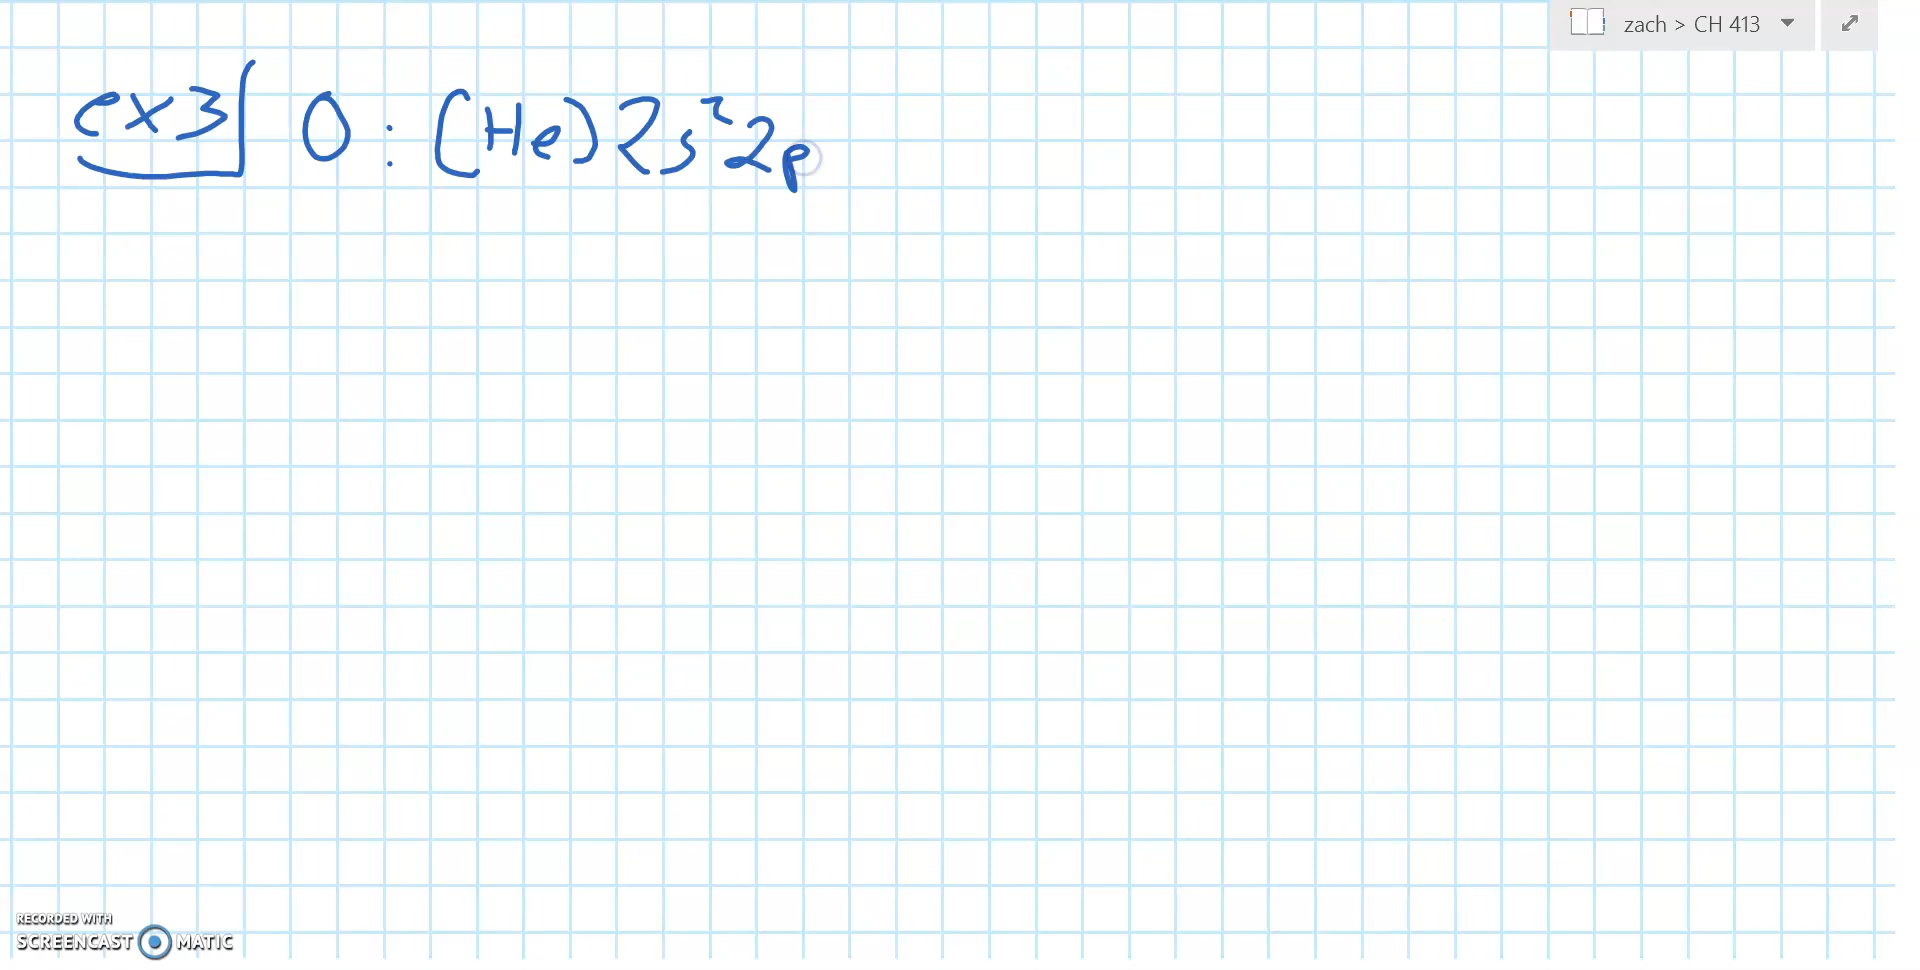 zach > CH 413
ex3 O: [He] 2s²2p
RECORDED WITH
SCREENCAST MATIC